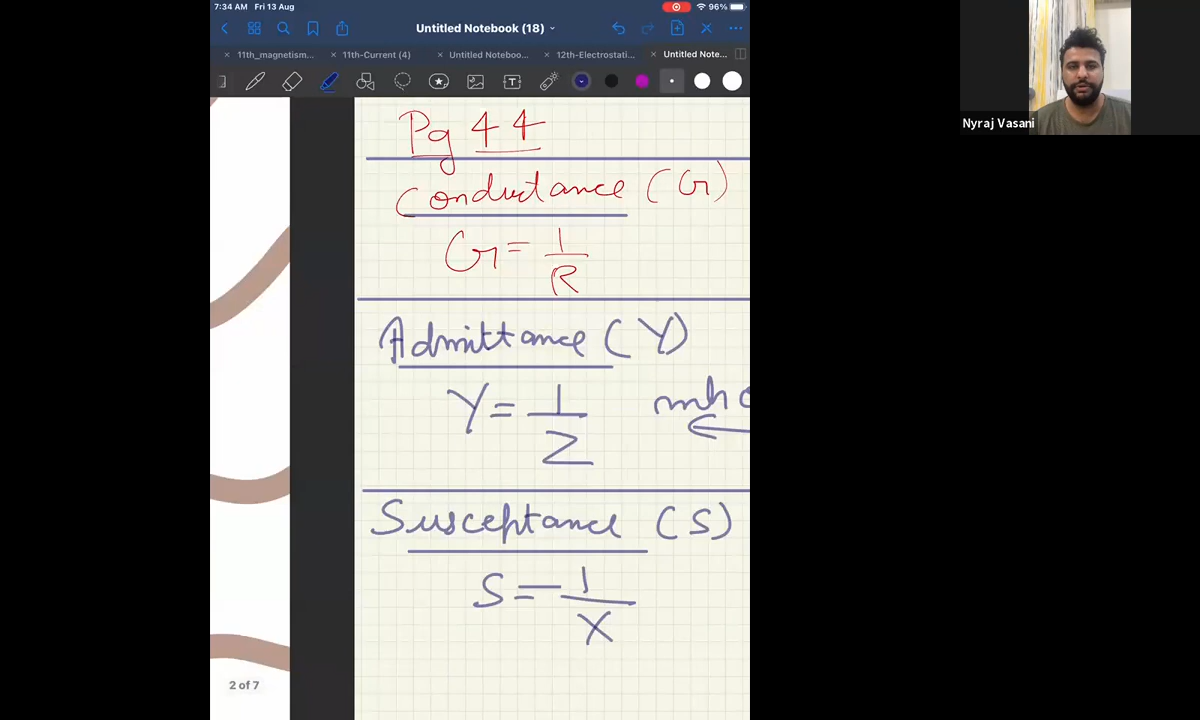 7:34 AM Fri 13 Aug
96%
Untitled Notebook (18)
11th_magnetism...
11th-Current (4)
Untitled Noteboo...
12th-Electrostati...
Untitled Note...
Nyraj Vasani
Pg 44
Conductance (G)
G = 1/R
Admittance (Y)
Y = 1/Z
mho
Susceptance (S)
S = 1/X
2 of 7